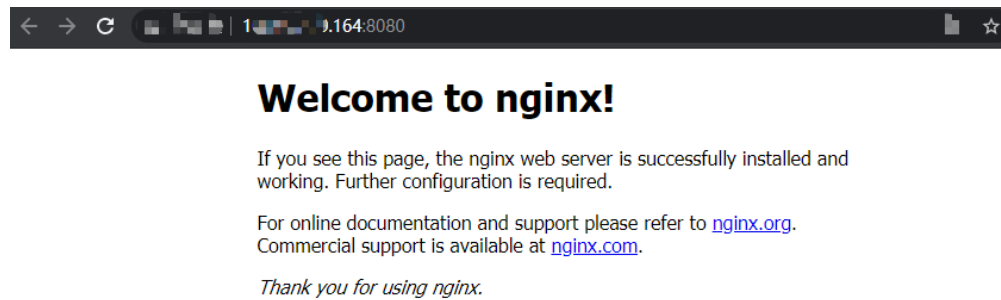 .164:8080
Welcome to nginx!
If you see this page, the nginx web server is successfully installed and
working. Further configuration is required.
For online documentation and support please refer to nginx.org.
Commercial support is available at nginx.com.
Thank you for using nginx.